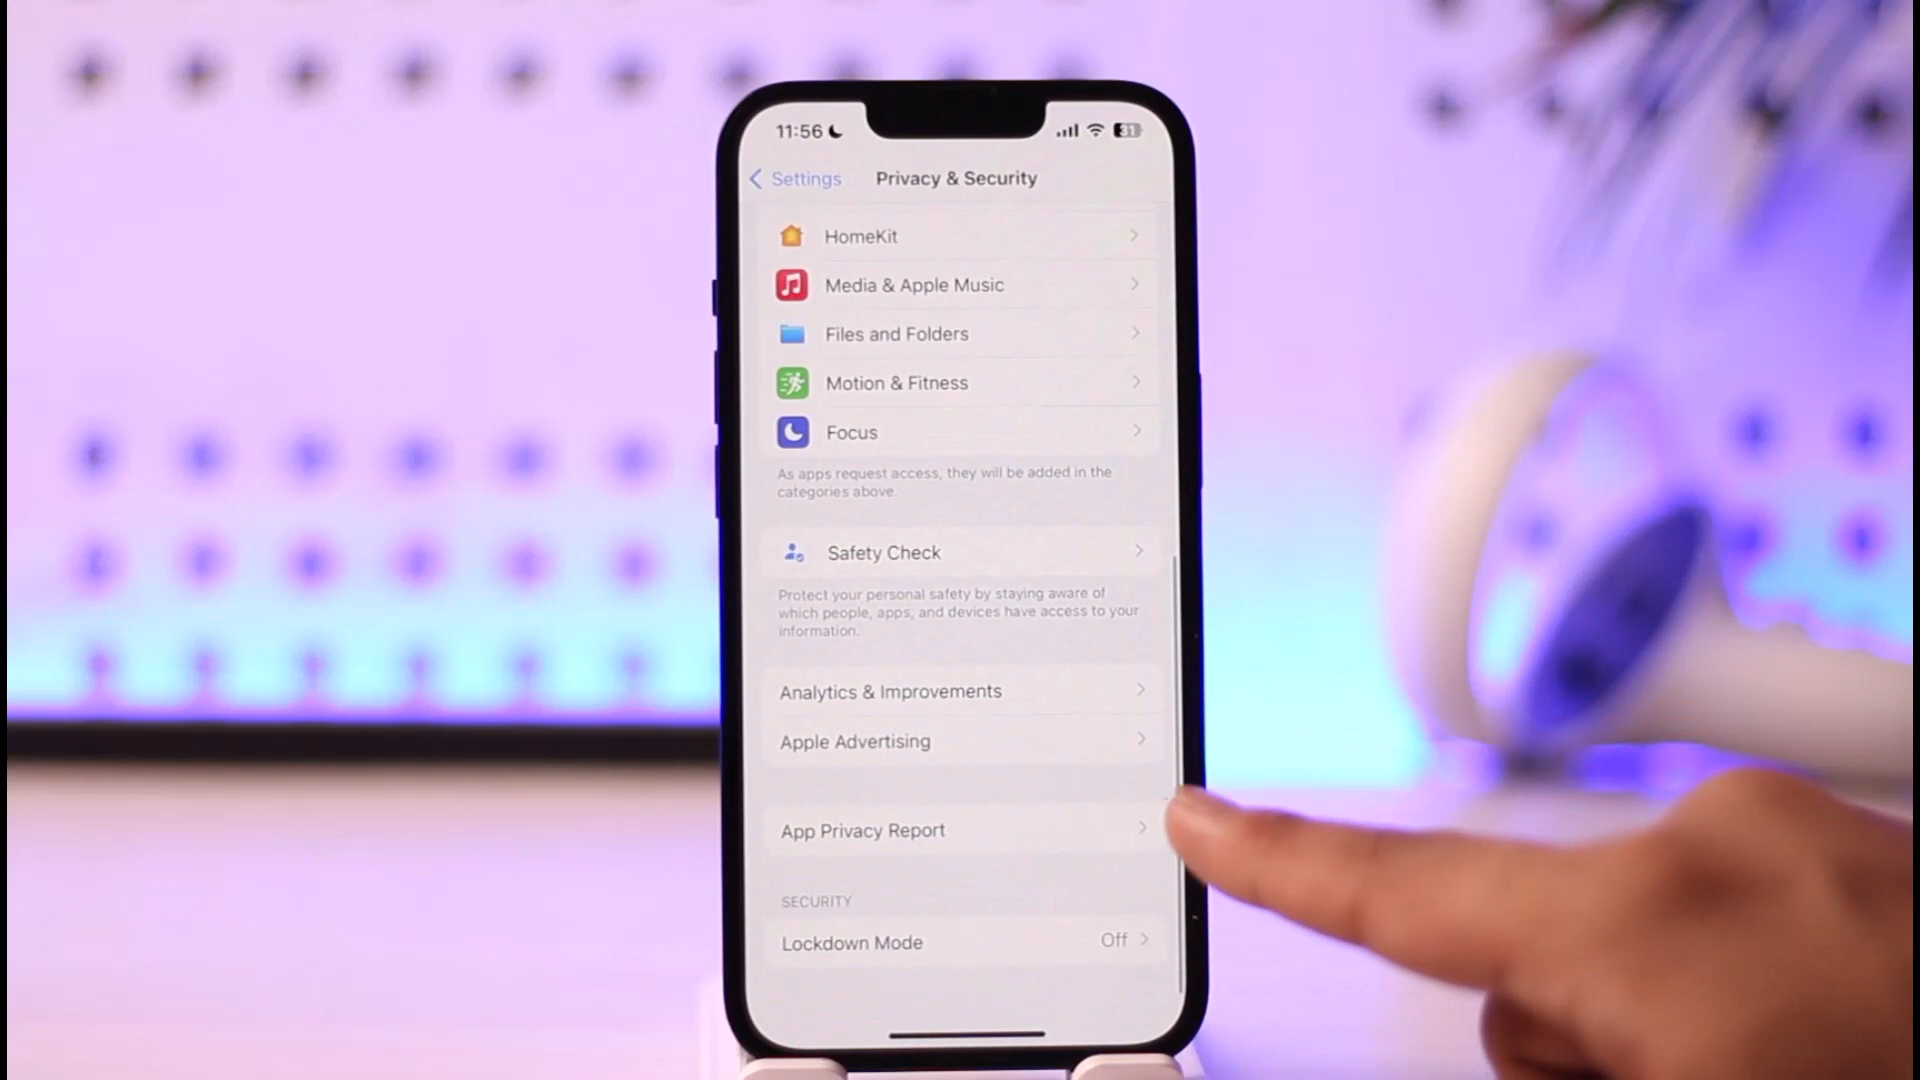 11:56
31
Settings
Privacy & Security
HomeKit
Media & Apple Music
Files and Folders
Motion & Fitness
Focus
As apps request access, they will be added in the
categories above.
Safety Check
Protect your personal safety by staying aware of
which people, apps, and devices have access to your
information.
Analytics & Improvements
Apple Advertising
App Privacy Report
SECURITY
Lockdown Mode
Off